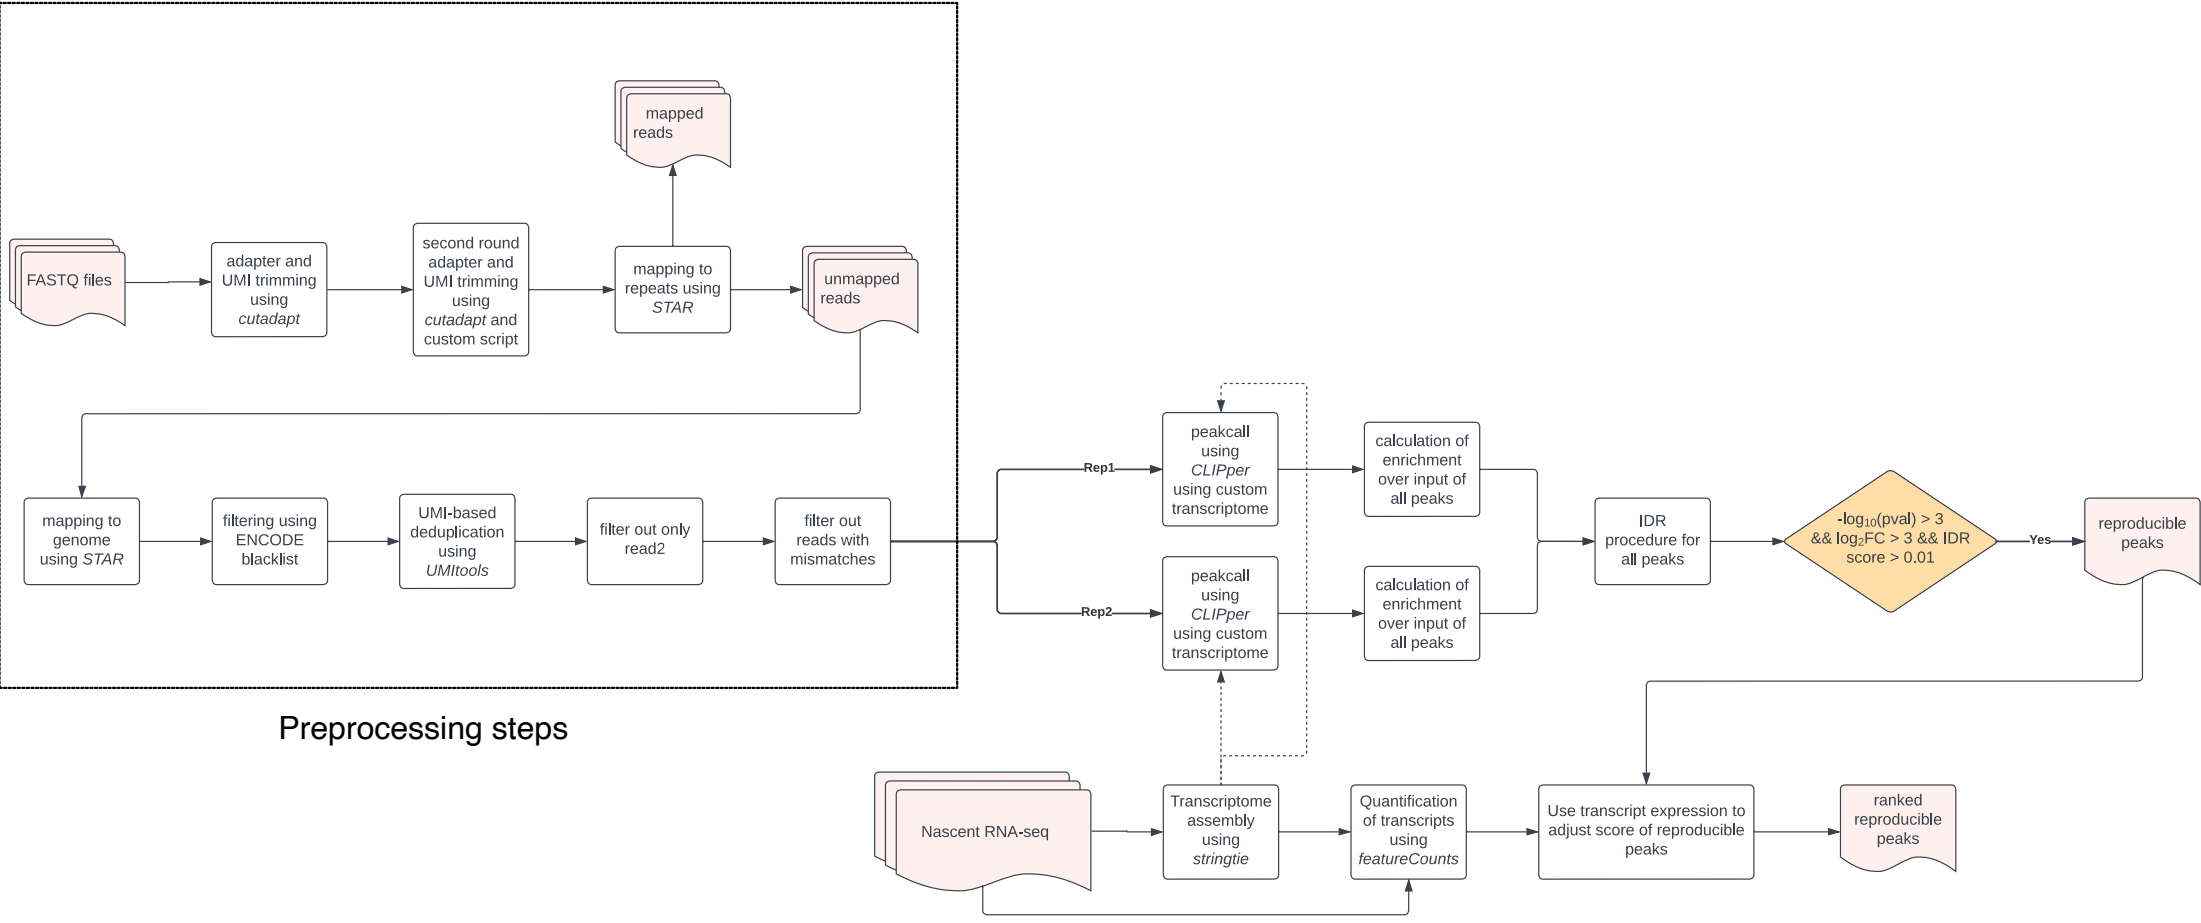 mapped
reads
FASTQ files
adapter and
UMI trimming
using
cutadapt
second round
adapter and
UMI trimming
using
cutadapt and
custom script
mapping to
repeats using
STAR
unmapped
reads
mapping to
genome
using STAR
filtering using
ENCODE
blacklist
UMI-based
deduplication
using
UMItools
filter out only
read2
filter out
reads with
mismatches
Preprocessing steps
Rep1
peakcall
using
CLIPper
using custom
transcriptome
calculation of
enrichment
over input of
all peaks
Rep2
peakcall
using
CLIPper
using custom
transcriptome
calculation of
enrichment
over input of
all peaks
IDR
procedure for
all peaks
-log₁₀(pval) > 3
&& log₂FC > 3 && IDR
score > 0.01
Yes
reproducible
peaks
Nascent RNA-seq
Transcriptome
assembly
using
stringtie
Quantification
of transcripts
using
featureCounts
Use transcript expression to
adjust score of reproducible
peaks
ranked
reproducible
peaks